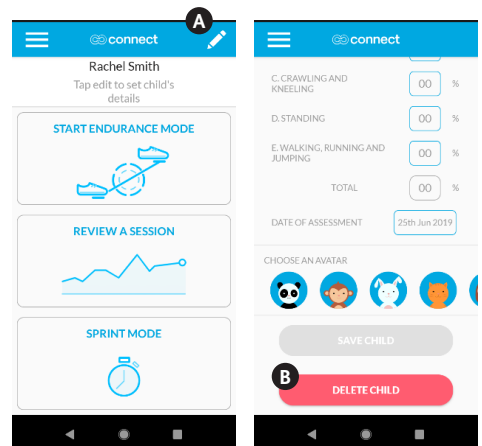 A
connect
Rachel Smith
Tap edit to set child's
details
START ENDURANCE MODE
REVIEW A SESSION
SPRINT MODE
connect
C. CRAWLING AND
KNEELING
00 %
D. STANDING
00 %
E. WALKING, RUNNING AND
JUMPING
00 %
TOTAL
00 %
DATE OF ASSESSMENT
25th Jun 2019
CHOOSE AN AVATAR
SAVE CHILD
B
DELETE CHILD